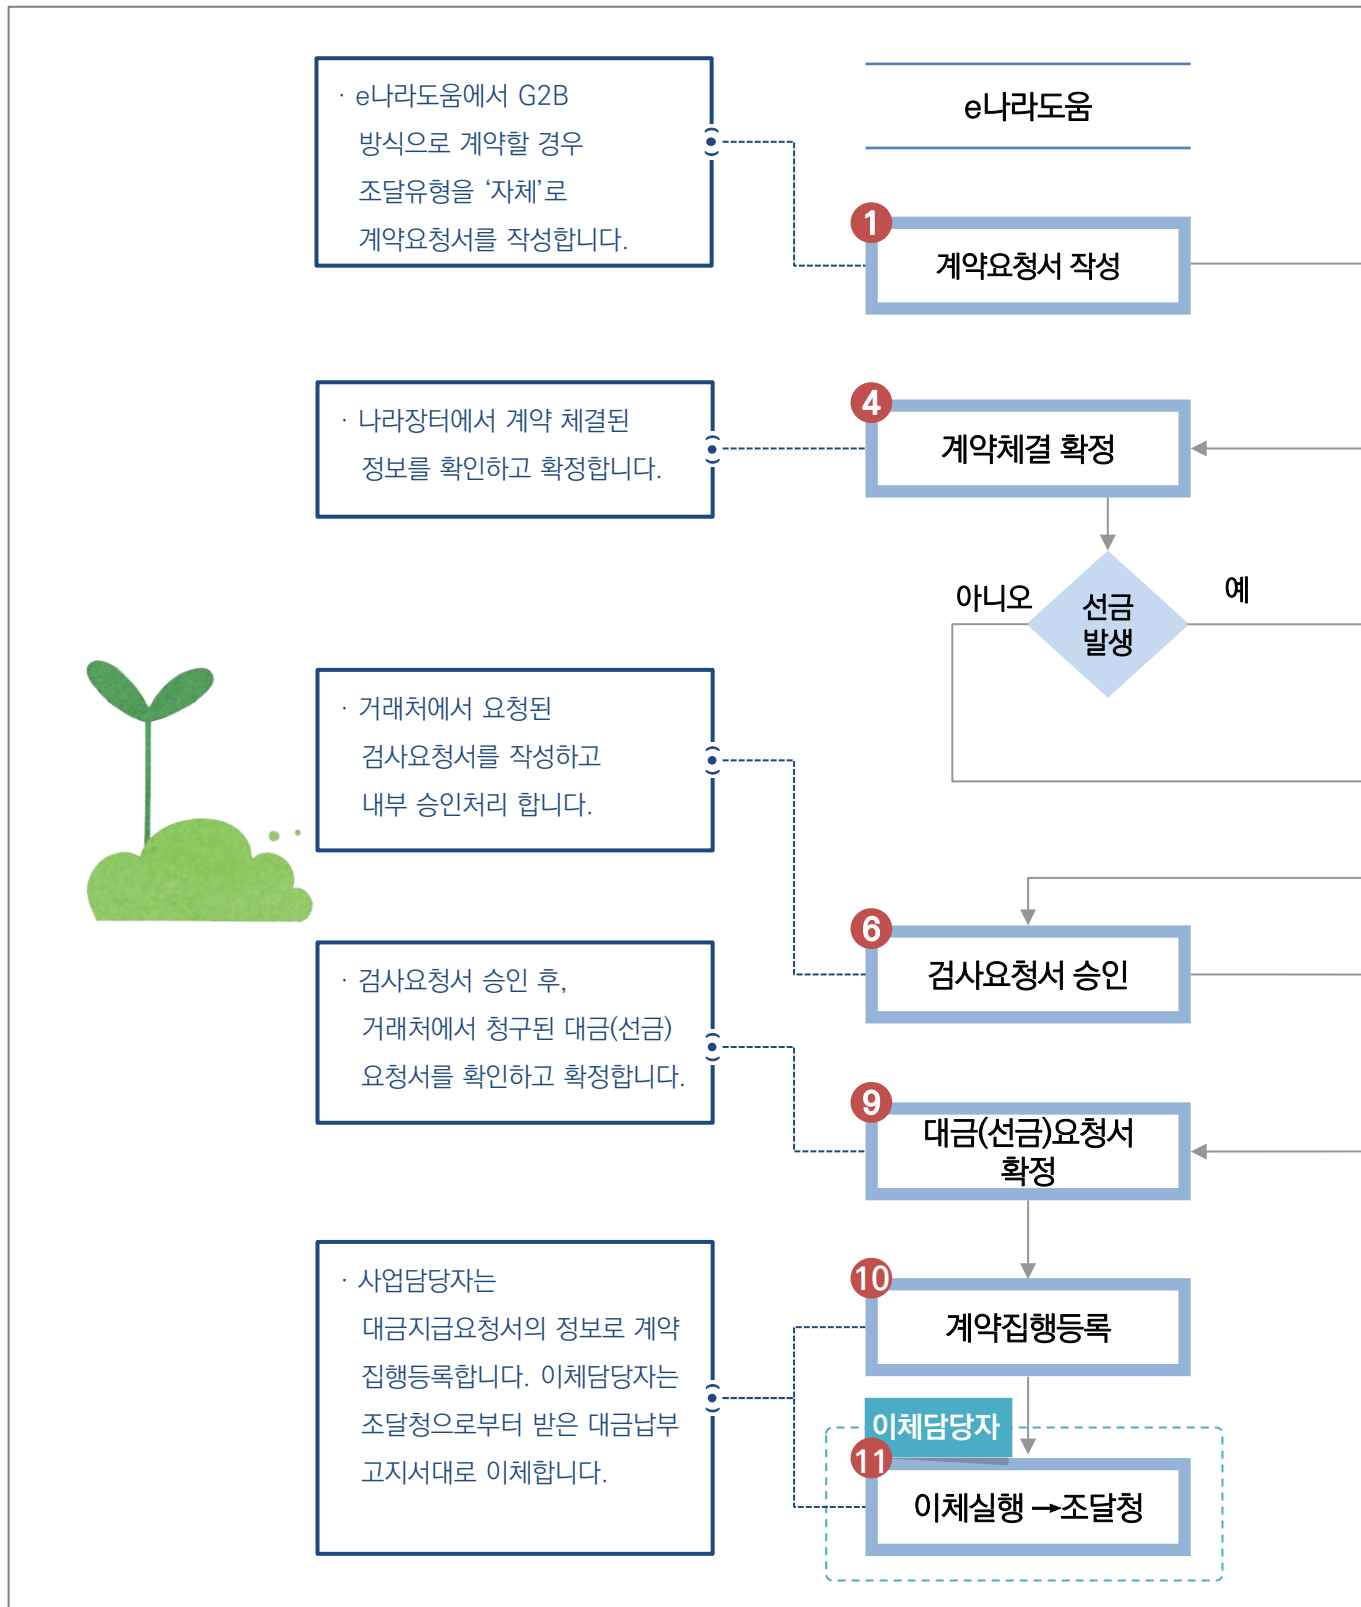 · e나라도움에서 G2B
방식으로 계약할 경우
조달유형을 ‘자체’로
계약요청서를 작성합니다.
e나라도움
1
계약요청서 작성
· 나라장터에서 계약 체결된
정보를 확인하고 확정합니다.
4
계약체결 확정
아니오
선금
발생
예
· 거래처에서 요청된
검사요청서를 작성하고
내부 승인처리 합니다.
6
검사요청서 승인
· 검사요청서 승인 후,
거래처에서 청구된 대금(선금)
요청서를 확인하고 확정합니다.
9
대금(선금)요청서
확정
· 사업담당자는
대금지급요청서의 정보로 계약
집행등록합니다. 이체담당자는
조달청으로부터 받은 대금납부
고지서대로 이체합니다.
10
계약집행등록
이체담당자
11
이체실행 →조달청